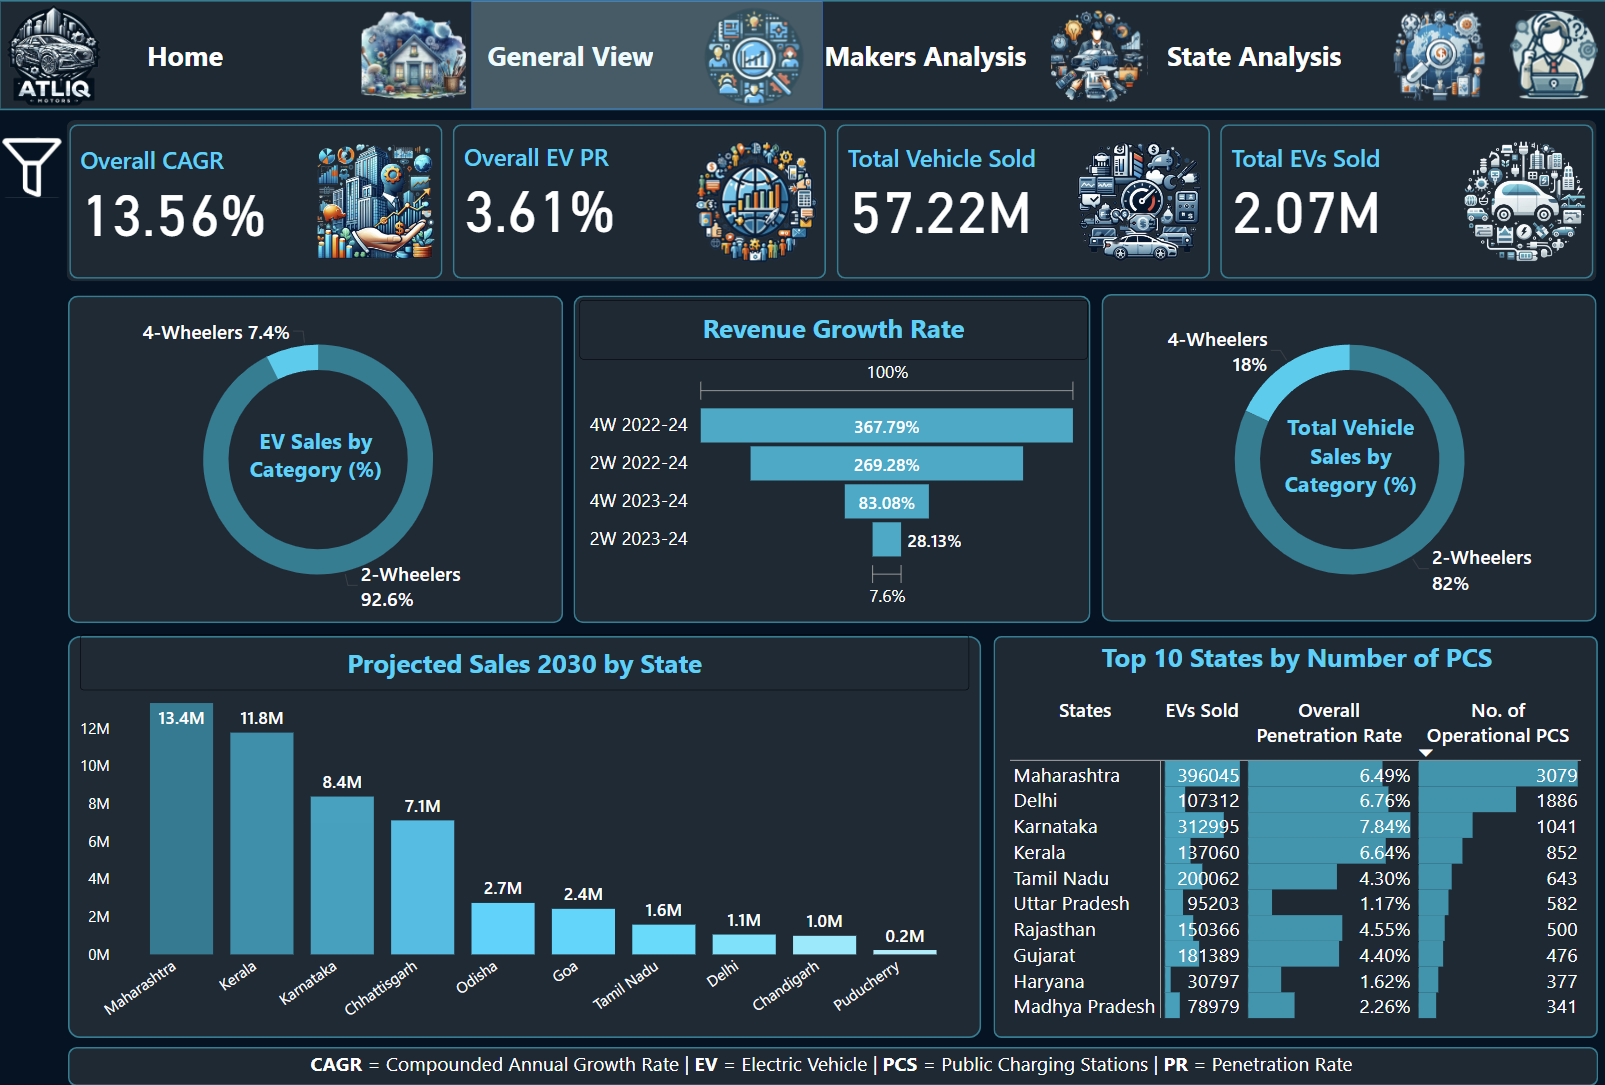 ATLIQ
MOTORS
Home
General View
Makers Analysis
State Analysis
Overall CAGR
13.56%
Overall EV PR
3.61%
Total Vehicle Sold
57.22M
Total EVs Sold
2.07M
4-Wheelers 7.4%
EV Sales by
Category (%)
2-Wheelers
92.6%
Revenue Growth Rate
100%
4W 2022-24
367.79%
2W 2022-24
269.28%
4W 2023-24
83.08%
2W 2023-24
28.13%
7.6%
4-Wheelers
18%
Total Vehicle
Sales by
Category (%)
2-Wheelers
82%
Projected Sales 2030 by State
12M
10M
8M
6M
4M
2M
0M
13.4M
11.8M
8.4M
7.1M
2.7M
2.4M
1.6M
1.1M
1.0M
0.2M
Maharashtra
Kerala
Karnataka
Chhattisgarh
Odisha
Goa
Tamil Nadu
Delhi
Chandigarh
Puducherry
Top 10 States by Number of PCS
States EVs Sold Overall Penetration Rate No. of Operational PCS
Maharashtra 396045 6.49% 3079
Delhi 107312 6.76% 1886
Karnataka 312995 7.84% 1041
Kerala 137060 6.64% 852
Tamil Nadu 200062 4.30% 643
Uttar Pradesh 95203 1.17% 582
Rajasthan 150366 4.55% 500
Gujarat 181389 4.40% 476
Haryana 30797 1.62% 377
Madhya Pradesh 78979 2.26% 341
CAGR = Compounded Annual Growth Rate | EV = Electric Vehicle | PCS = Public Charging Stations | PR = Penetration Rate